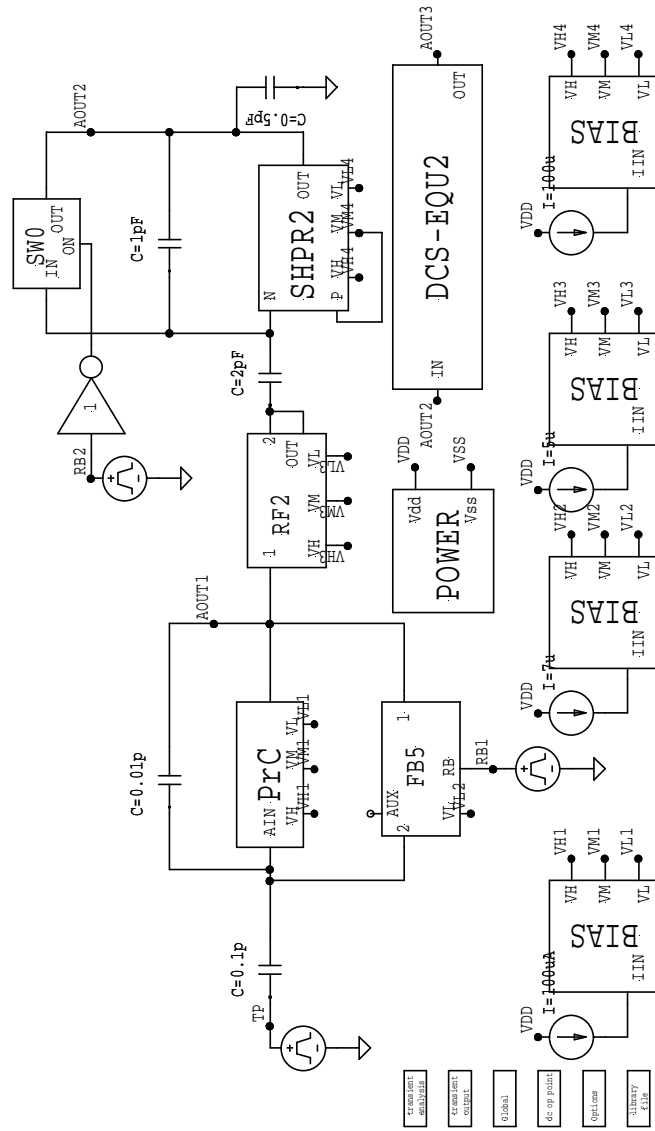 transient
analysis
transient
output
Global
dc op point
Options
library
file
TP
C=0.1p
C=0.01p
AIN
PrC
VH
VM
VL
VH1
VM1
VL1
AOUT1
2
AUX
1
FB5
VL
RB
VL2
RB1
1
RF2
2
OUT
VH
VM
VL
VH3
VM3
VL3
C=2pF
RB2
1
SW0
IN
ON
OUT
C=1pF
AOUT2
N
P
SHPR2
OUT
VH
VM
VL
VH4
VM4
VL4
C=0.5pF
POWER
Vdd
Vss
VDD
VSS
AOUT2
IN
DCS-EQU2
OUT
AOUT3
VDD
I=100uA
IIN
BIAS
VH
VM
VL
VH1
VM1
VL1
VDD
I=7u
IIN
BIAS
VH
VM
VL
VH2
VM2
VL2
VDD
I=5u
IIN
BIAS
VH
VM
VL
VH3
VM3
VL3
VDD
I=100u
IIN
BIAS
VH
VM
VL
VH4
VM4
VL4